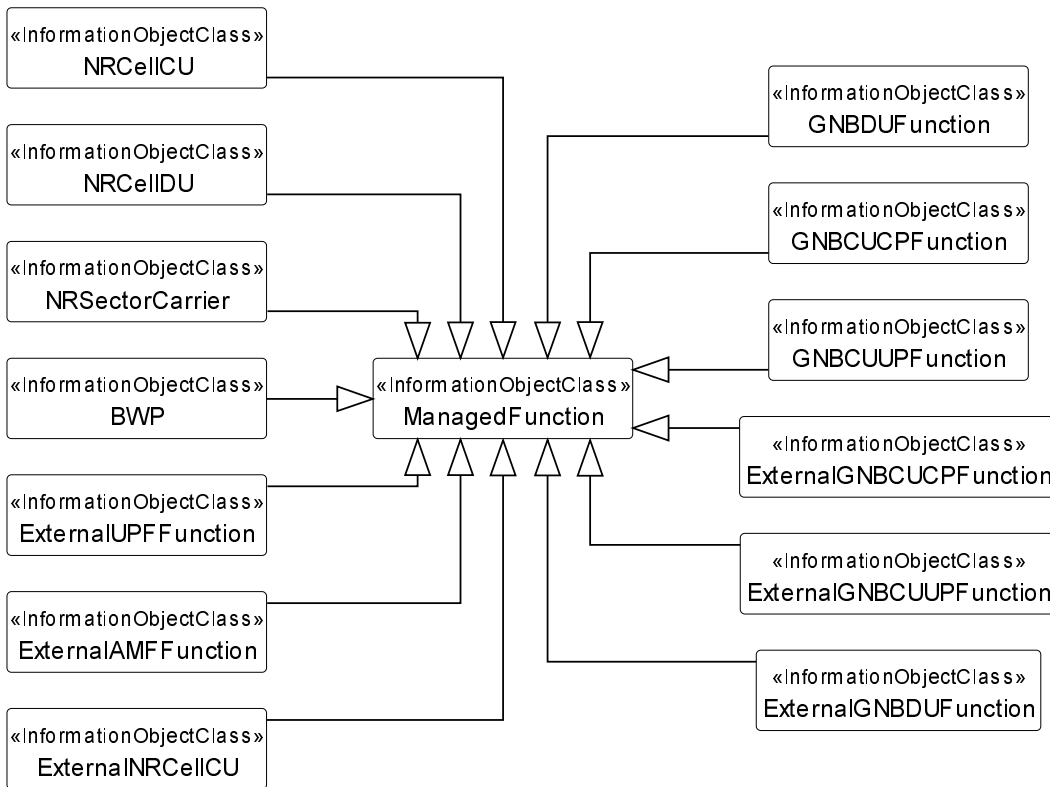 «InformationObjectClass»
NRCellCU
«InformationObjectClass»
NRCellDU
«InformationObjectClass»
NRSectorCarrier
«InformationObjectClass»
BWP
«InformationObjectClass»
ExternalUPFFunction
«InformationObjectClass»
ExternalAMFFunction
«InformationObjectClass»
ExternalNRCellCU
«InformationObjectClass»
ManagedFunction
«InformationObjectClass»
GNBDUFunction
«InformationObjectClass»
GNBCUCPFunction
«InformationObjectClass»
GNBCUUPFunction
«InformationObjectClass»
ExternalGNBCUCPFunction
«InformationObjectClass»
ExternalGNBCUUPFunction
«InformationObjectClass»
ExternalGNBDUFunction